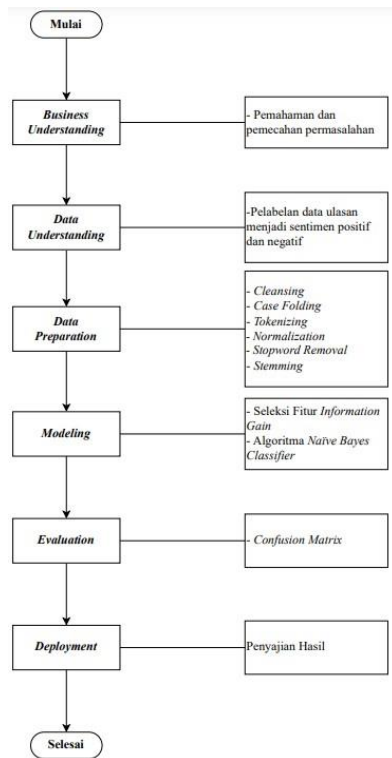 Mulai
Business
Understanding
- Pemahaman dan
pemecahan permasalahan
Data
Understanding
-Pelabelan data ulasan
menjadi sentimen positif
dan negatif
Data
Preparation
- Cleansing
- Case Folding
- Tokenizing
- Normalization
- Stopword Removal
- Stemming
Modeling
- Seleksi Fitur Information
Gain
- Algoritma Naïve Bayes
Classifier
Evaluation
- Confusion Matrix
Deployment
Penyajian Hasil
Selesai